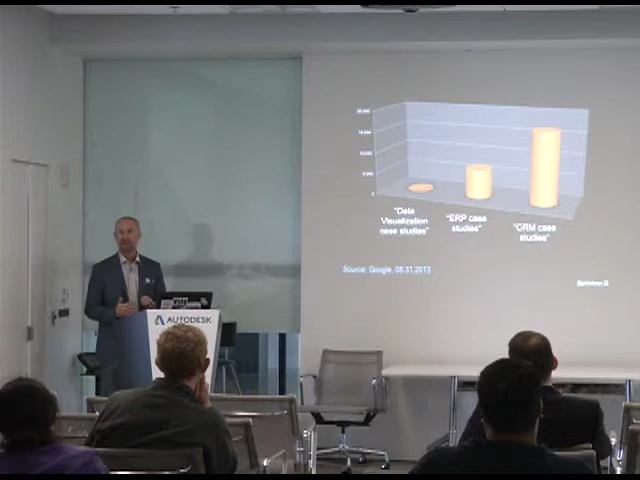 "Data
Visualization
case studies"
"ERP case
studies"
"CRM case
studies"
Source: Google, 08.31.2013
AUTODESK